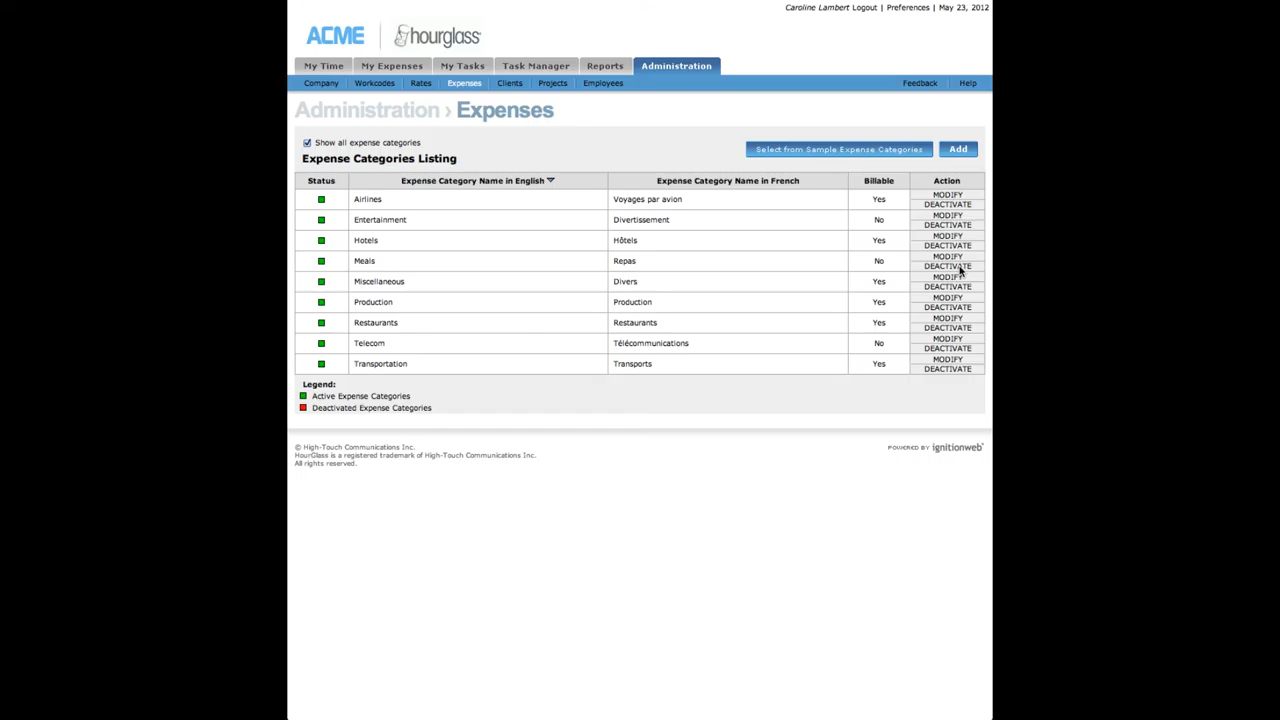 Caroline Lambert Logout | Preferences | May 23, 2012
ACME hourglass
My Time My Expenses My Tasks Task Manager Reports Administration
Company Workcodes Rates Expenses Clients Projects Employees Feedback Help
Administration › Expenses
Show all expense categories
Select from Sample Expense Categories Add
Expense Categories Listing
Status Expense Category Name in English Expense Category Name in French Billable Action
Airlines Voyages par avion Yes MODIFY DEACTIVATE
Entertainment Divertissement No MODIFY DEACTIVATE
Hotels Hôtels Yes MODIFY DEACTIVATE
Meals Repas No MODIFY DEACTIVATE
Miscellaneous Divers Yes MODIFY DEACTIVATE
Production Production Yes MODIFY DEACTIVATE
Restaurants Restaurants Yes MODIFY DEACTIVATE
Telecom Télécommunications No MODIFY DEACTIVATE
Transportation Transports Yes MODIFY DEACTIVATE
Legend:
Active Expense Categories
Deactivated Expense Categories
© High-Touch Communications Inc. POWERED BY ignitionweb
HourGlass is a registered trademark of High-Touch Communications Inc.
All rights reserved.